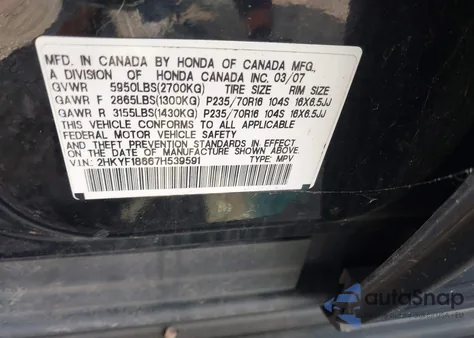 MFD. IN CANADA BY HONDA OF CANADA MFG.,
A DIVISION OF HONDA CANADA INC. 03/07
GVWR 5950LBS(2700KG) TIRE SIZE RIM SIZE
GAWR F 2865LBS(1300KG) P235/70R16 104S 16X6.5JJ
GAWR R 3155LBS(1430KG) P235/70R16 104S 16X6.5JJ
THIS VEHICLE CONFORMS TO ALL APPLICABLE
FEDERAL MOTOR VEHICLE SAFETY
AND THEFT PREVENTION STANDARDS IN EFFECT ON
THE DATE OF MANUFACTURE SHOWN ABOVE.
V.I.N: 2HKYF18667H539591 TYPE: MPV
autoSnap